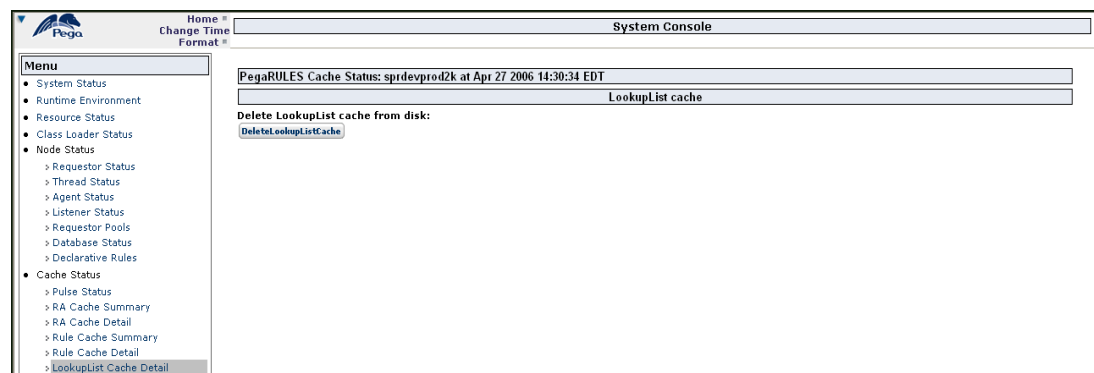 Pega
Home
Change Time
Format
System Console
Menu
System Status
Runtime Environment
Resource Status
Class Loader Status
Node Status
> Requestor Status
> Thread Status
> Agent Status
> Listener Status
> Requestor Pools
> Database Status
> Declarative Rules
Cache Status
> Pulse Status
> RA Cache Summary
> RA Cache Detail
> Rule Cache Summary
> Rule Cache Detail
> LookupList Cache Detail
PegaRULES Cache Status: sprdevprod2k at Apr 27 2006 14:30:34 EDT
LookupList cache
Delete LookupList cache from disk:
DeleteLookupListCache